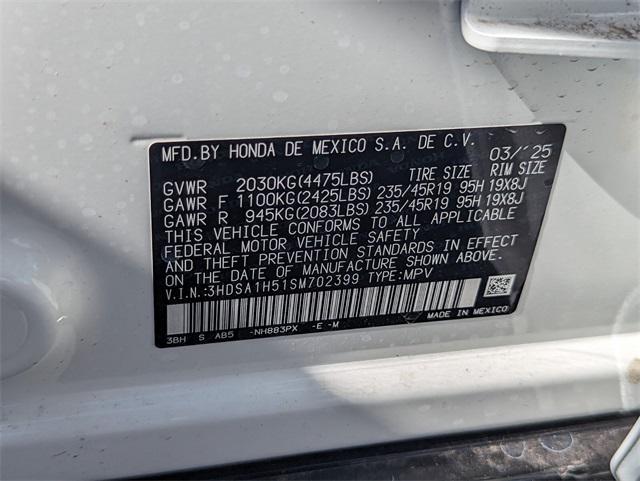 MFD.BY HONDA DE MEXICO S.A. DE C.V. 03/'25
GVWR 2030KG(4475LBS) TIRE SIZE RIM SIZE
GAWR F 1100KG(2425LBS) 235/45R19 95H 19X8J
GAWR R 945KG(2083LBS) 235/45R19 95H 19X8J
THIS VEHICLE CONFORMS TO ALL APPLICABLE
FEDERAL MOTOR VEHICLE SAFETY
AND THEFT PREVENTION STANDARDS IN EFFECT
ON THE DATE OF MANUFACTURE SHOWN ABOVE.
V.I.N.:3HDSA1H51SM702399 TYPE:MPV
3BH S AB5 -NH883PX -E-M MADE IN MEXICO